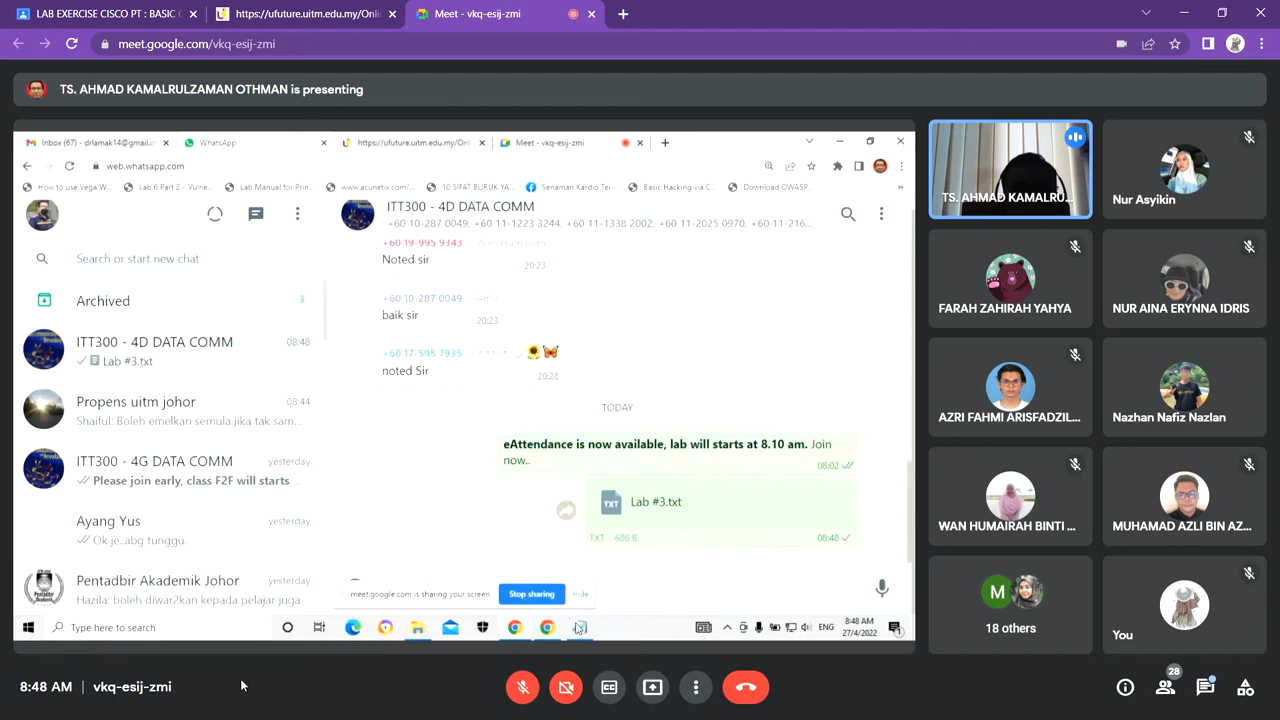 LAB EXERCISE CISCO PT : BASIC C
https://ufuture.uitm.edu.my/Onli
Meet - vkq-esij-zmi
meet.google.com/vkq-esij-zmi
TS. AHMAD KAMALRULZAMAN OTHMAN is presenting
Inbox (67) - drlamak14@gmail.c
WhatsApp
https://ufuture.uitm.edu.my/Onl
Meet - vkq-esij-zmi
web.whatsapp.com
How to use Vega W...
Lab 6 Part 2 - Vulne...
Lab Manual for Prin...
www.acunetix.com/...
10 SIFAT BURUK YA...
Senaman Kardio Ter...
Basic Hacking via C...
Download OWASP...
ITT300 - 4D DATA COMM
+60 10-287 0049, +60 11-1223 3244, +60 11-1338 2002, +60 11-2025 0970, +60 11-216...
Search or start new chat
Archived
3
ITT300 - 4D DATA COMM
08:48
Lab #3.txt
Propens uitm johor
08:44
Shaiful: Boleh emelkan semula jika tak sam...
ITT300 - 4G DATA COMM
yesterday
Please join early, class F2F will starts
Ayang Yus
yesterday
Ok je..abg tunggu.
Pentadbir Akademik Johor
yesterday
Hazila: boleh diwar2kan kepada pelajar juga
+60 19-995 9343
Noted sir
20:23
+60 10-287 0049
baik sir
20:23
+60 17-595 7935
noted Sir
20:28
TODAY
eAttendance is now available, lab will starts at 8.10 am. Join
now..
08:02
TXT
Lab #3.txt
TXT - 686 B
08:48
meet.google.com is sharing your screen.
Stop sharing
Hide
Type here to search
ENG
8:48 AM
27/4/2022
1
TS. AHMAD KAMALRU...
Nur Asyikin
FARAH ZAHIRAH YAHYA
NUR AINA ERYNNA IDRIS
AZRI FAHMI ARISFADZIL...
Nazhan Nafiz Nazlan
WAN HUMAIRAH BINTI ...
MUHAMAD AZLI BIN AZ...
M
18 others
You
8:48 AM
vkq-esij-zmi
28